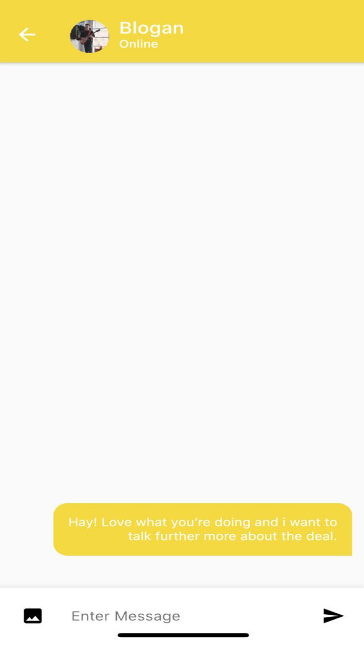 Blogan
Online
Hay! Love what you're doing and i want to
talk further more about the deal.
Enter Message